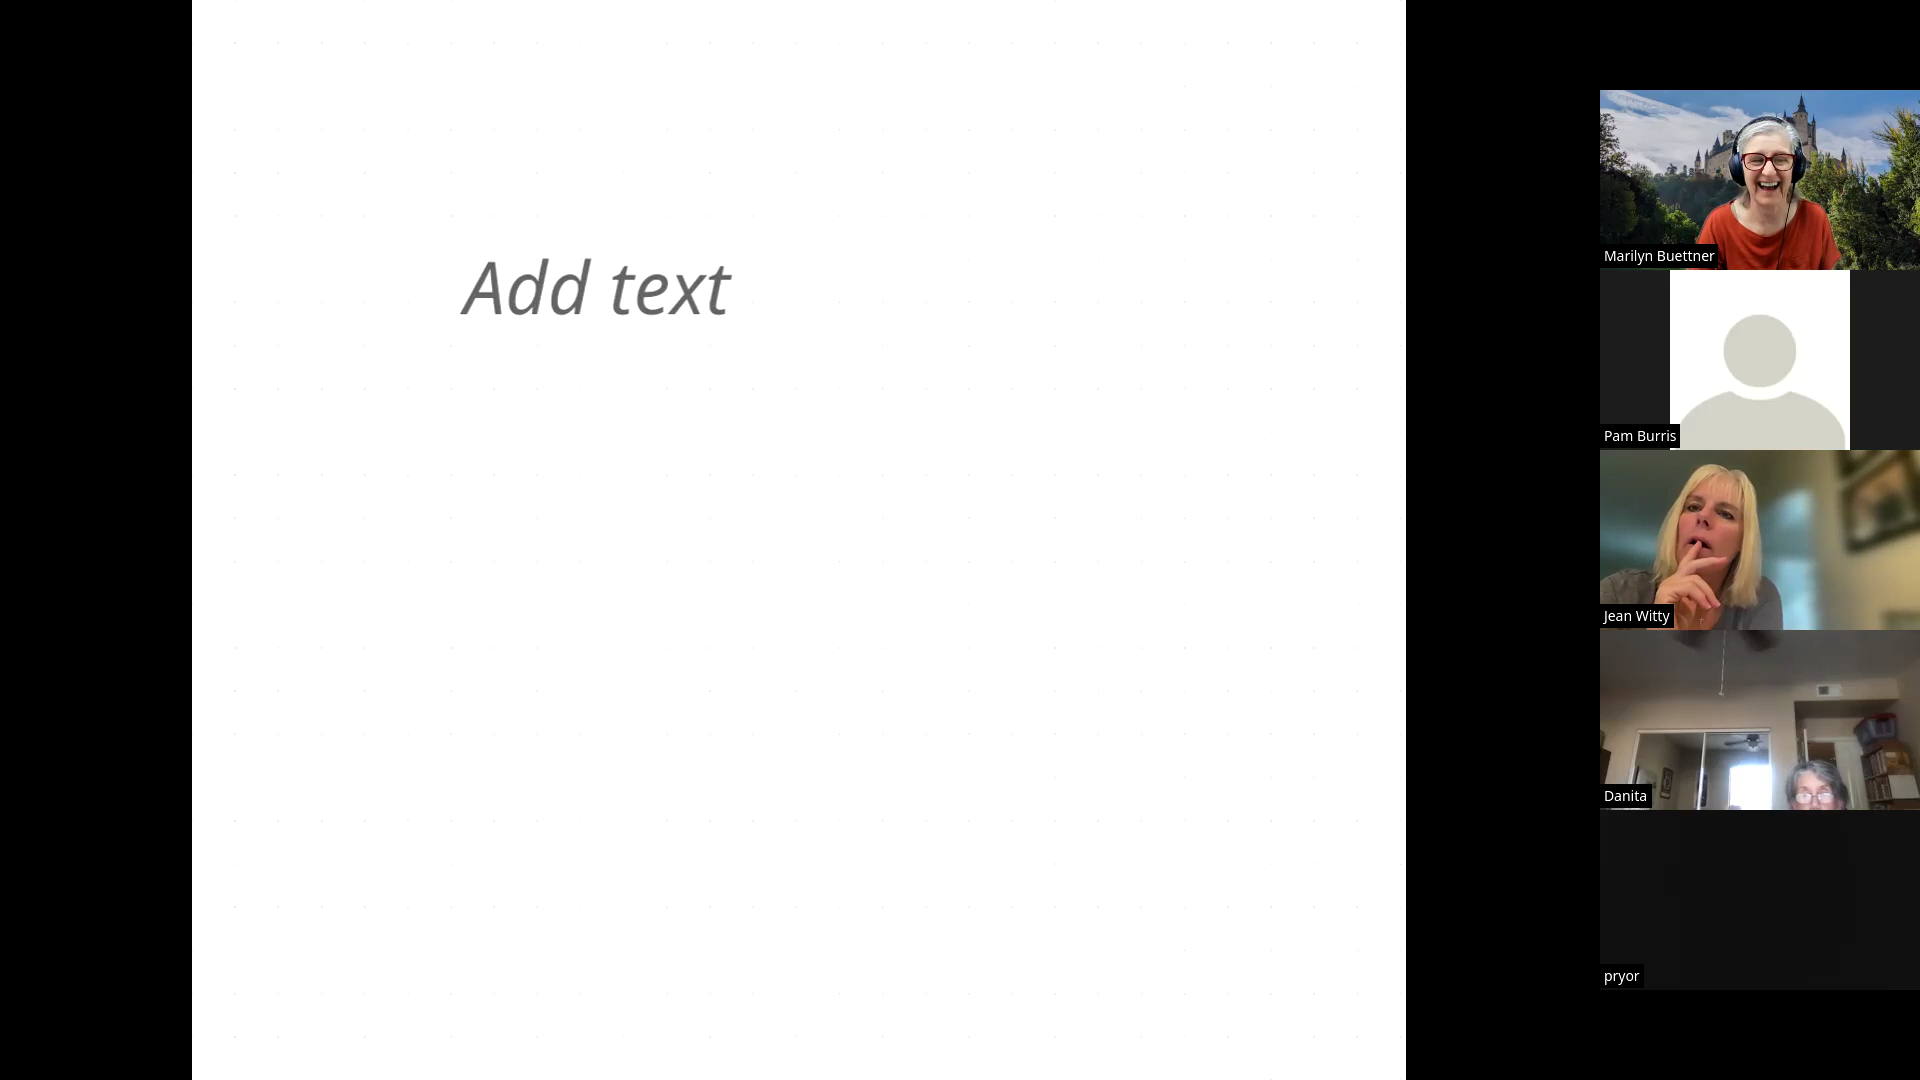 Add text
Marilyn Buettner
Pam Burris
Jean Witty
Danita
pryor